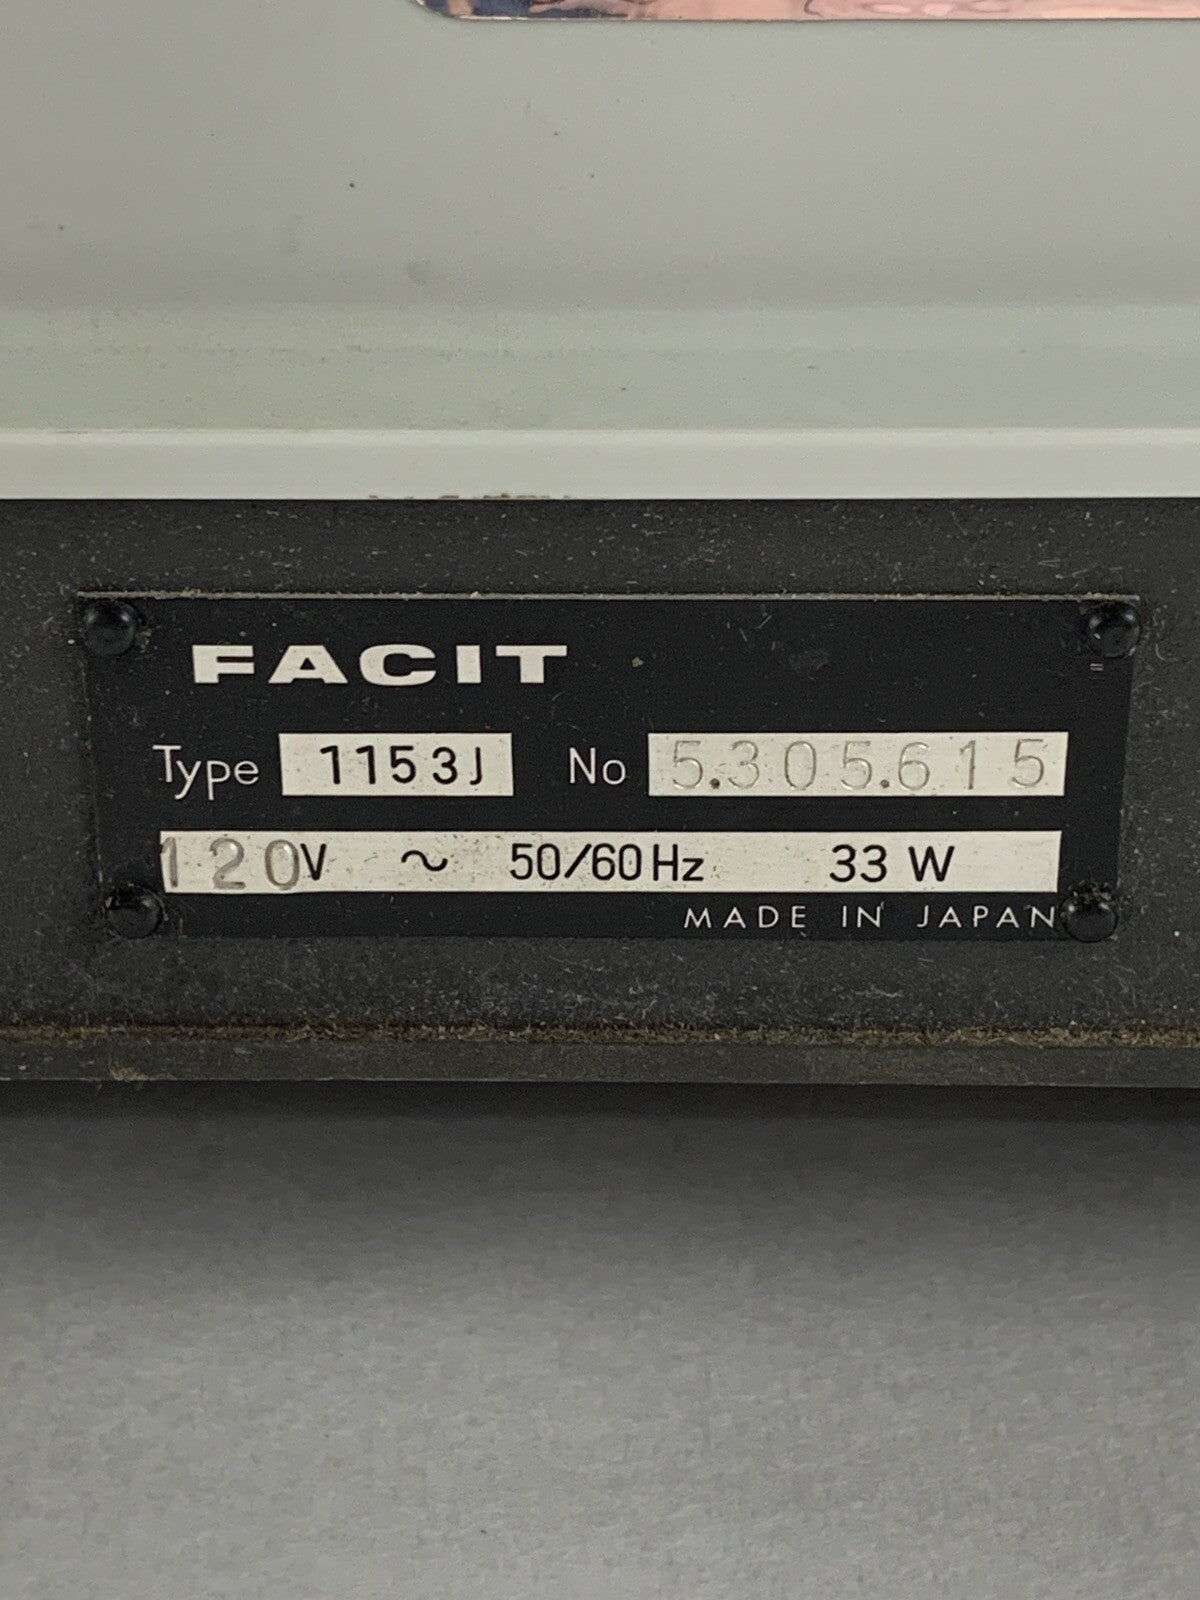 FACIT
Type 1153J No 5.305.615
120V ~ 50/60Hz 33 W
MADE IN JAPAN